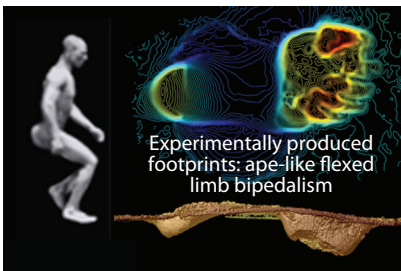 Experimentally produced
footprints: ape-like flexed
limb bipedalism